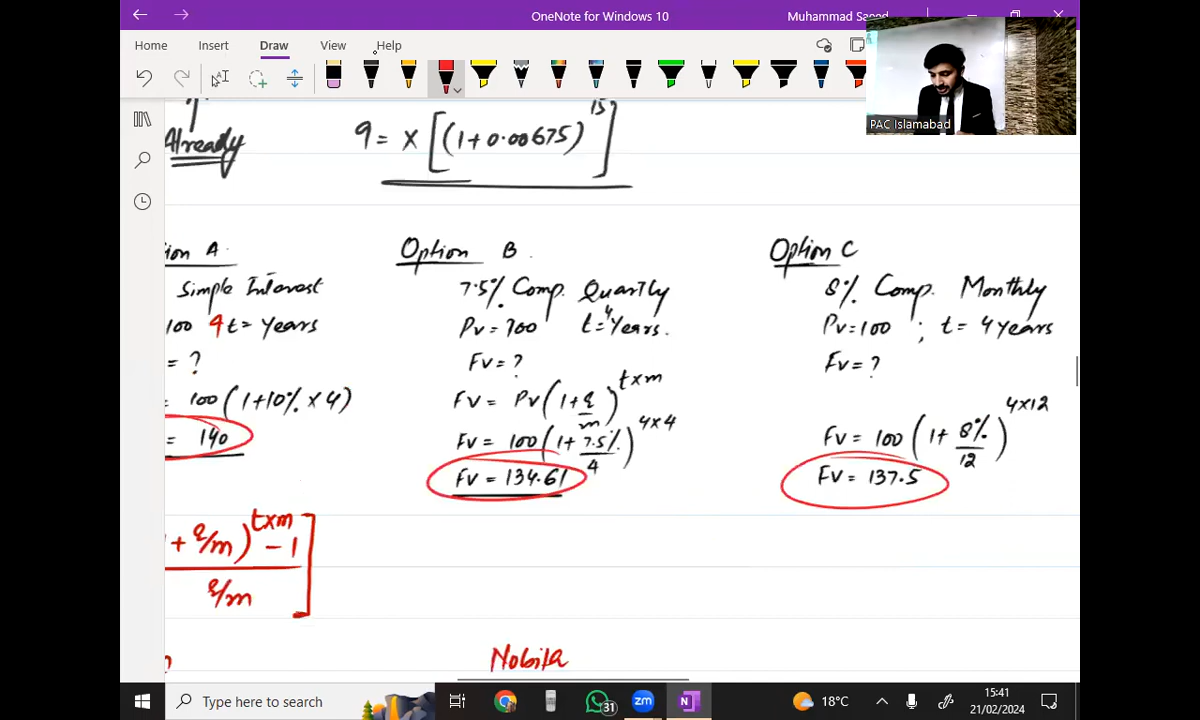 OneNote for Windows 10
Muhammad Saeed
Home Insert Draw View Help
PAC Islamabad
Already
9 = x [(1+0.00675)^15]
ion A.
Simple Interest
100 4 t= Years
= ?
= 100 (1+10% x 4)
= 140
Option B.
7.5% Comp. Quartly
Pv = 100 t=4Years.
Fv = ?
Fv = Pv (1+r/m)^txm
Fv = 100 (1+7.5%/4)^4x4
Fv = 134.61
Option C
8% Comp. Monthly
Pv=100 ; t= 4 Years
Fv = ?
Fv = 100 (1+ 8%/12)^4x12
Fv = 137.5
+ r/m)^txm - 1]
r/m
Nobita
Type here to search
31
zm
N
18°C
15:41
21/02/2024